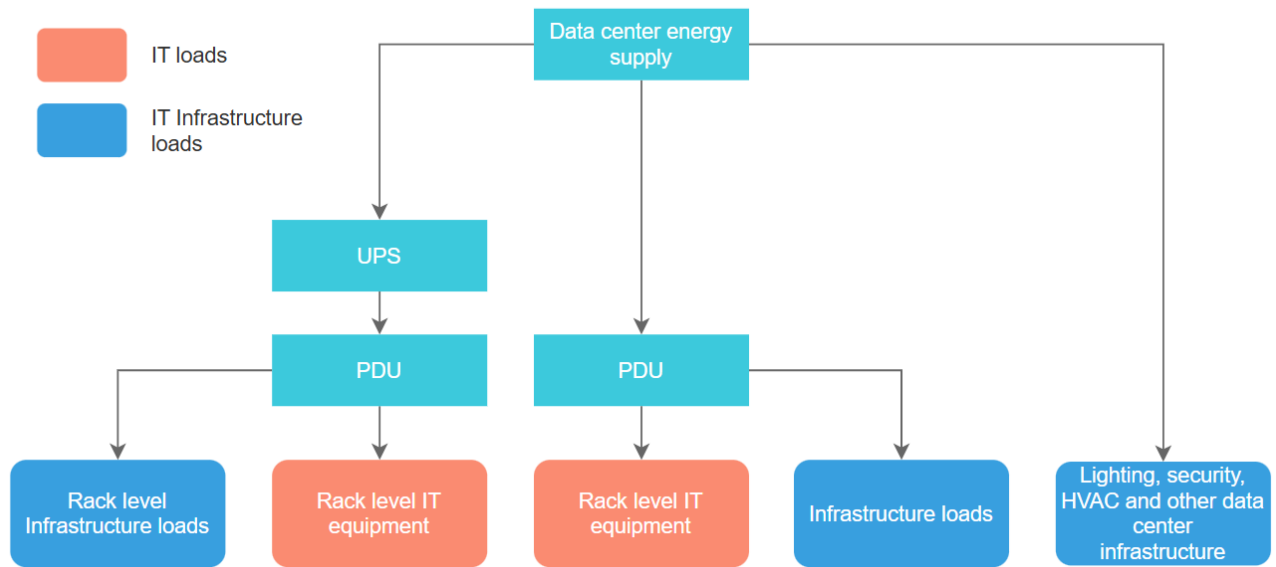 IT loads
IT Infrastructure
loads
Data center energy
supply
UPS
PDU
PDU
Rack level
Infrastructure loads
Rack level IT
equipment
Rack level IT
equipment
Infrastructure loads
Lighting, security,
HVAC and other data
center
infrastructure